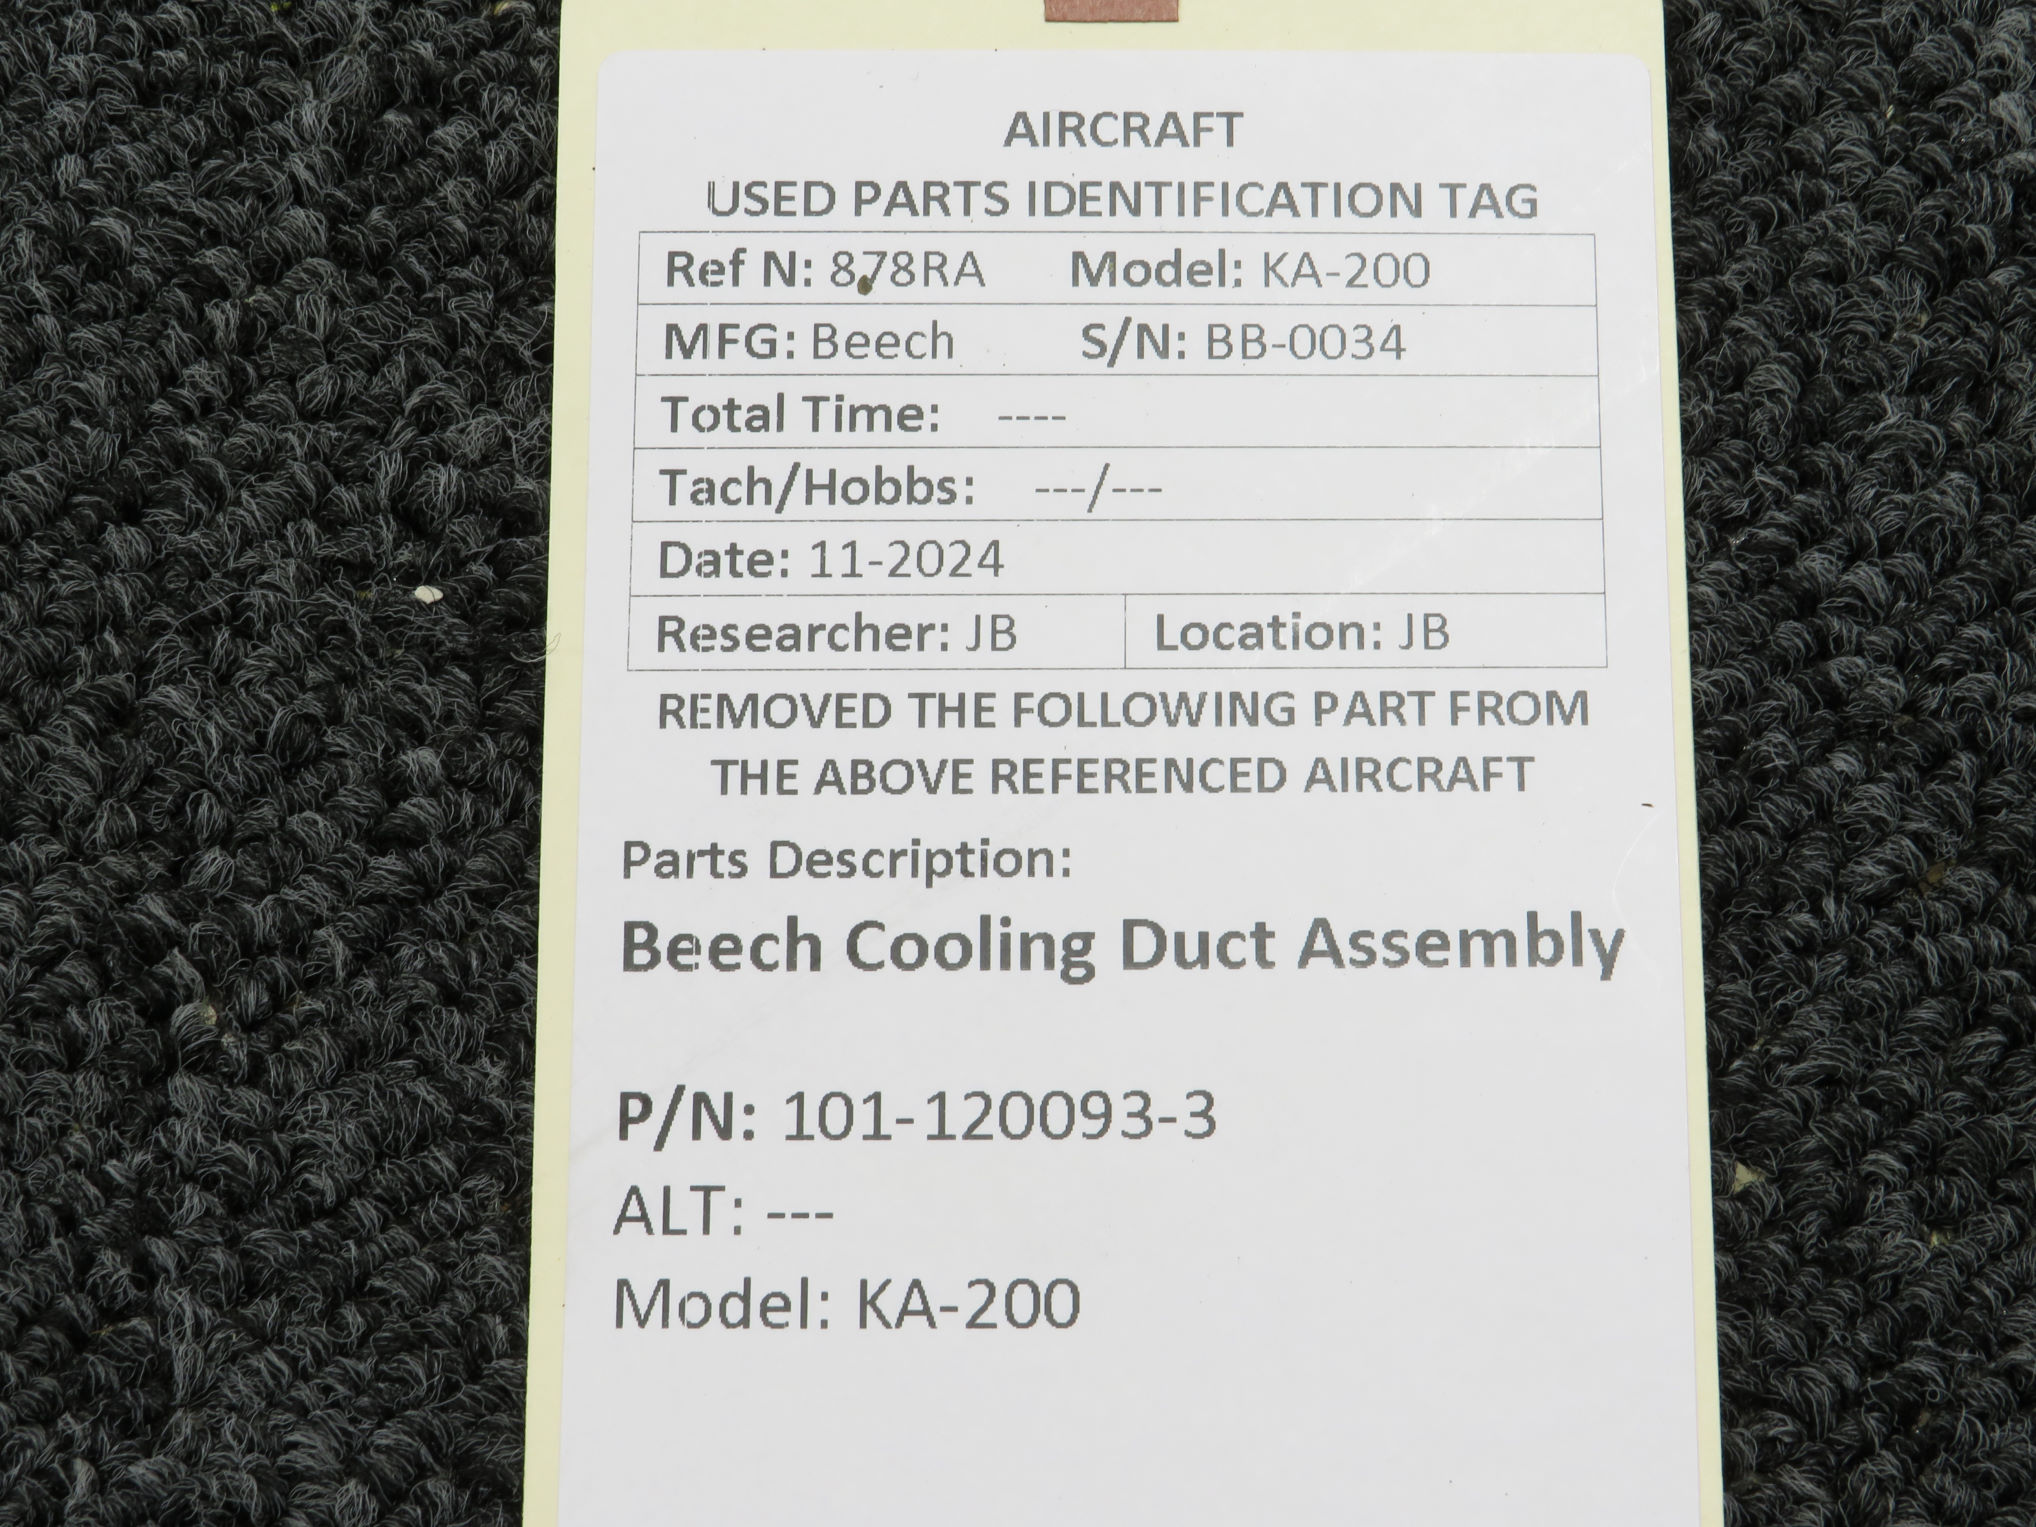 AIRCRAFT
USED PARTS IDENTIFICATION TAG
Ref N: 878RA Model: KA-200
MFG: Beech S/N: BB-0034
Total Time: ----
Tach/Hobbs: ---/---
Date: 11-2024
Researcher: JB Location: JB
REMOVED THE FOLLOWING PART FROM
THE ABOVE REFERENCED AIRCRAFT
Parts Description:
Beech Cooling Duct Assembly
P/N: 101-120093-3
ALT: ---
Model: KA-200